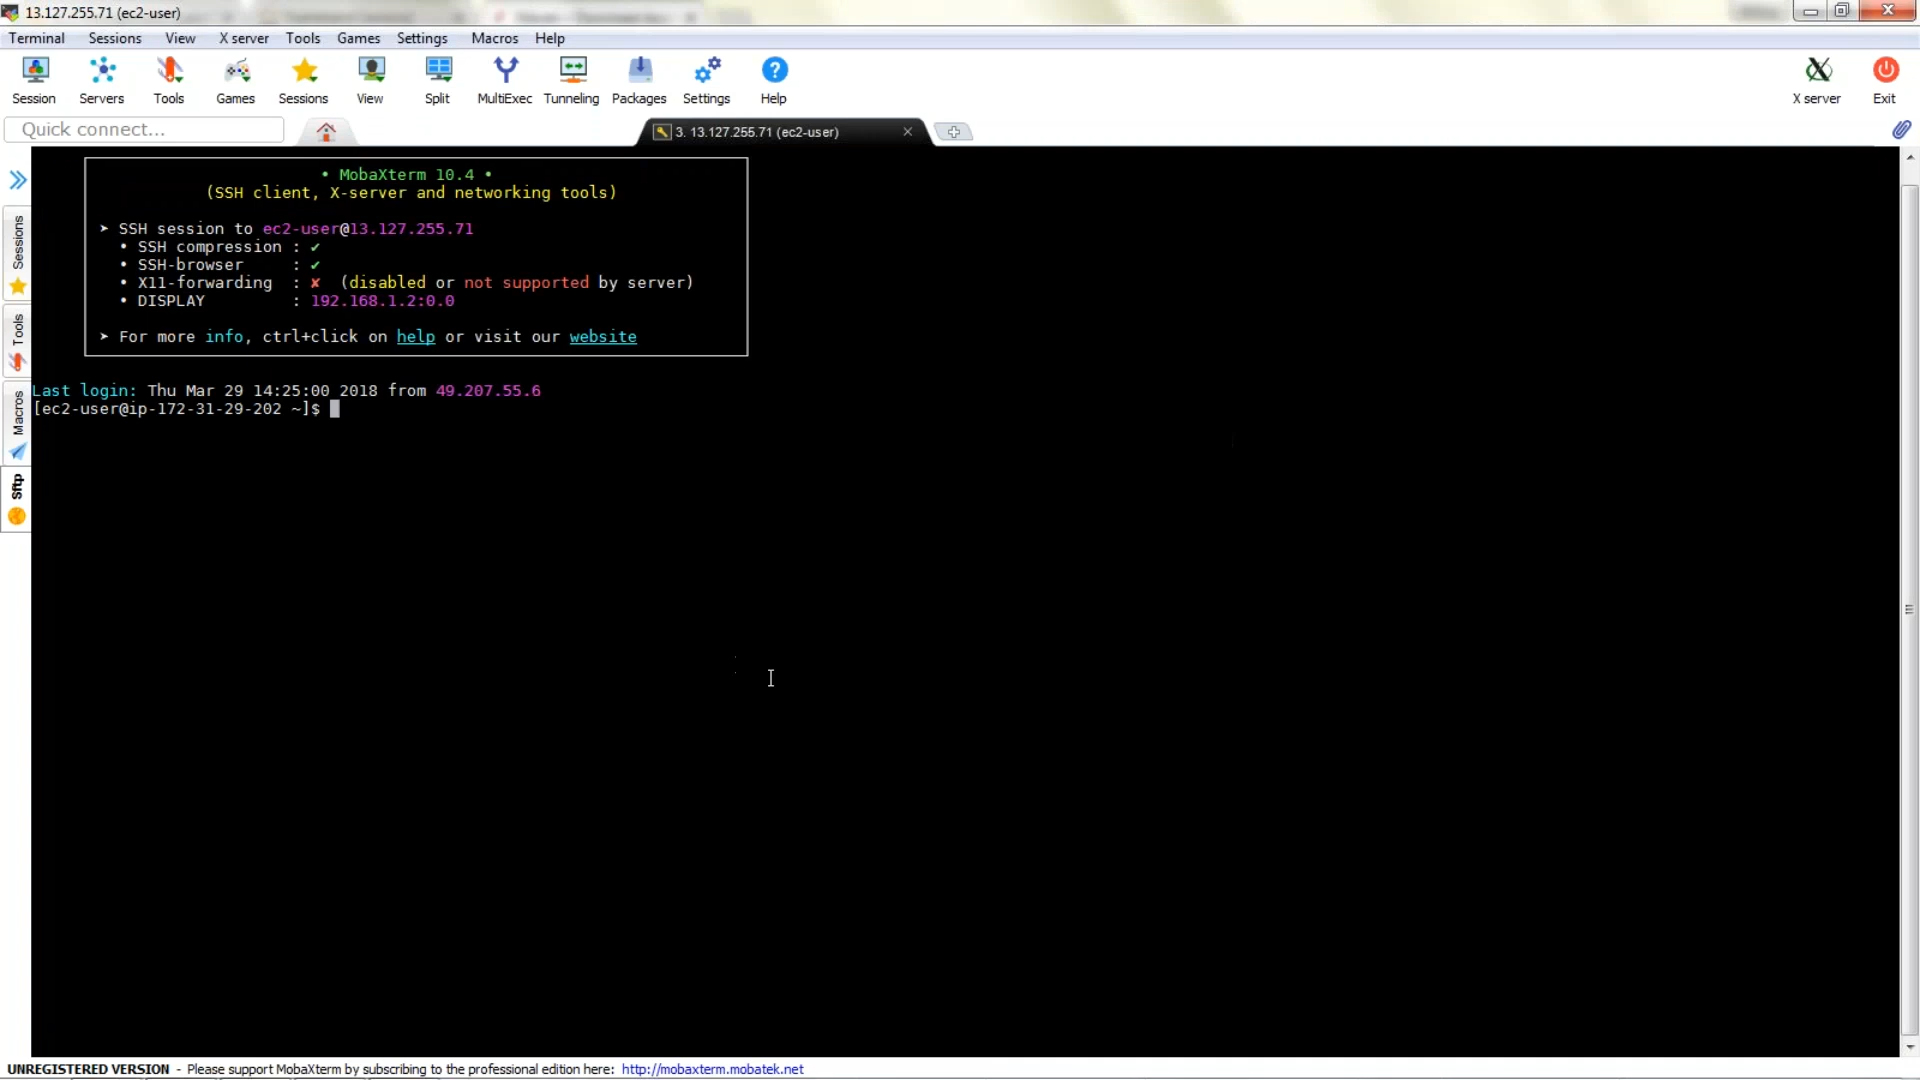 13.127.255.71 (ec2-user)
Terminal Sessions View X server Tools Games Settings Macros Help
Session Servers Tools Games Sessions View Split MultiExec Tunneling Packages Settings Help X server Exit
Quick connect... 3. 13.127.255.71 (ec2-user)
• MobaXterm 10.4 •
(SSH client, X-server and networking tools)
➤ SSH session to ec2-user@13.127.255.71
• SSH compression : ✔
• SSH-browser : ✔
• X11-forwarding : ✘ (disabled or not supported by server)
• DISPLAY : 192.168.1.2:0.0
➤ For more info, ctrl+click on help or visit our website
Last login: Thu Mar 29 14:25:00 2018 from 49.207.55.6
[ec2-user@ip-172-31-29-202 ~]$
Sessions
Tools
Macros
Sftp
UNREGISTERED VERSION - Please support MobaXterm by subscribing to the professional edition here: http://mobaxterm.mobatek.net